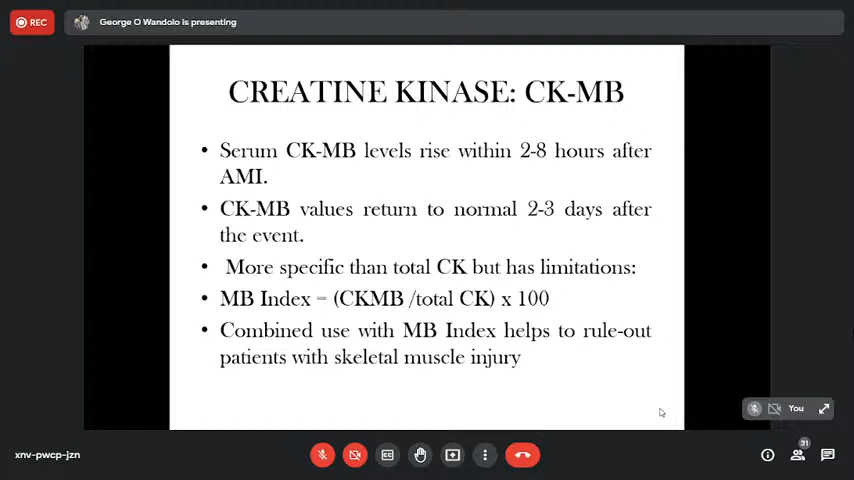 REC
George O Wandolo is presenting
CREATINE KINASE: CK-MB
• Serum CK-MB levels rise within 2-8 hours after
AMI.
• CK-MB values return to normal 2-3 days after
the event.
• More specific than total CK but has limitations:
• MB Index = (CKMB /total CK) x 100
• Combined use with MB Index helps to rule-out
patients with skeletal muscle injury
You
31
xnv-pwcp-jzn